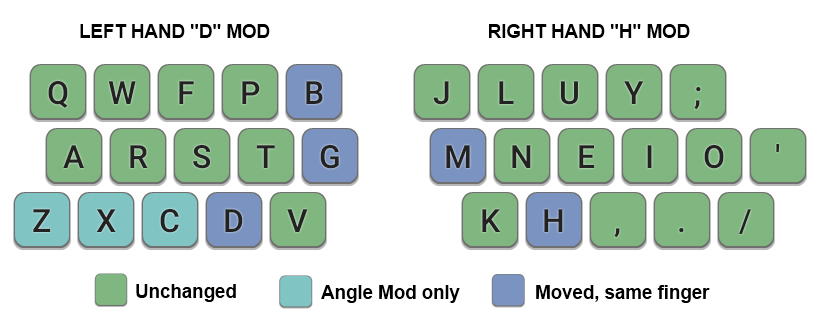 LEFT HAND "D" MOD RIGHT HAND "H" MOD
Q W F P B J L U Y ;
A R S T G M N E I O '
Z X C D V K H , . /
Unchanged Angle Mod only Moved, same finger